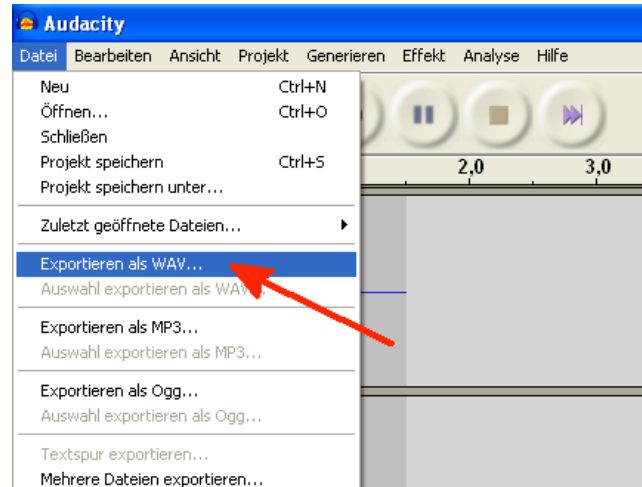 Audacity
Datei Bearbeiten Ansicht Projekt Generieren Effekt Analyse Hilfe
Neu Ctrl+N
Öffnen... Ctrl+O
Schließen
Projekt speichern Ctrl+S
Projekt speichern unter...
2,0 3,0
Zuletzt geöffnete Dateien...
Exportieren als WAV...
Auswahl exportieren als WAV...
Exportieren als MP3...
Auswahl exportieren als MP3...
Exportieren als Ogg...
Auswahl exportieren als Ogg...
Textspur exportieren...
Mehrere Dateien exportieren...